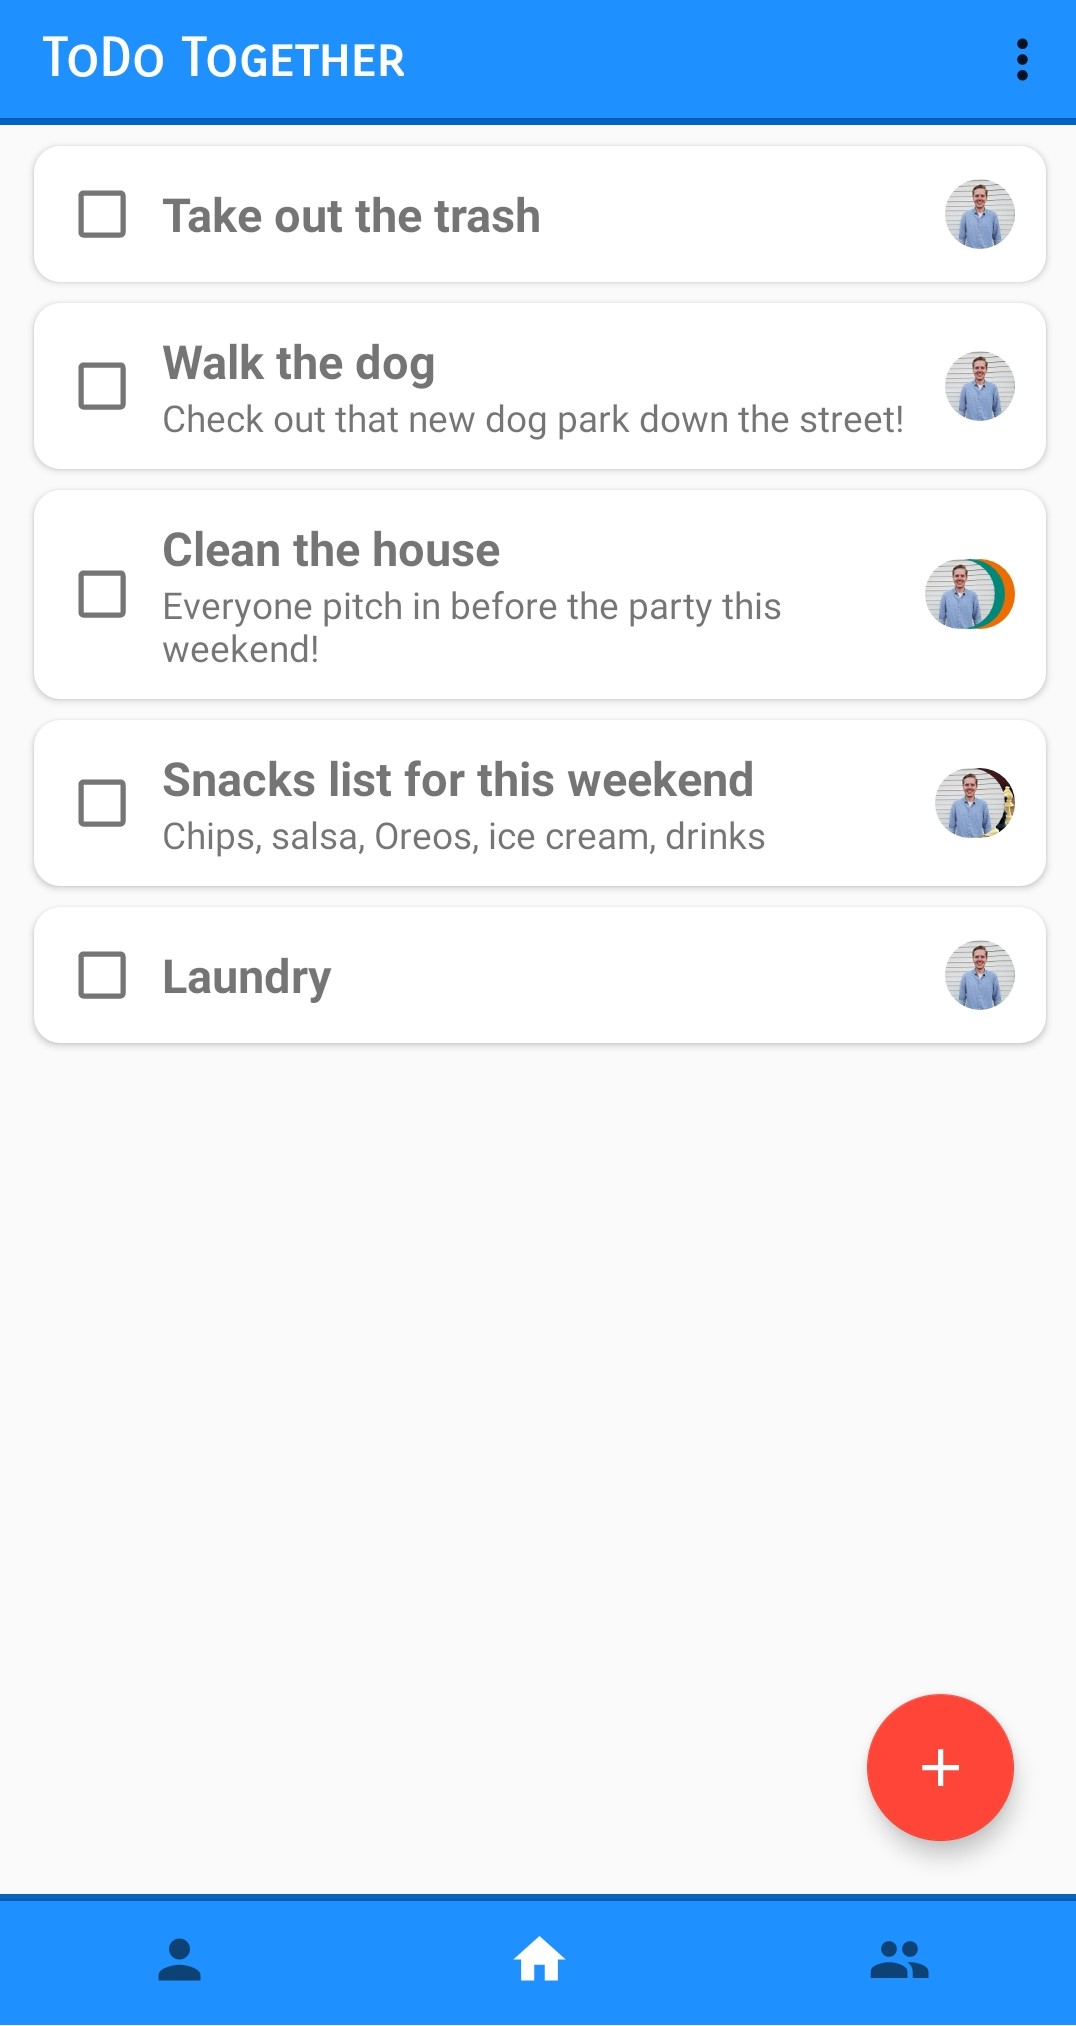 ToDo Together
Take out the trash
Walk the dog
Check out that new dog park down the street!
Clean the house
Everyone pitch in before the party this
weekend!
Snacks list for this weekend
Chips, salsa, Oreos, ice cream, drinks
Laundry